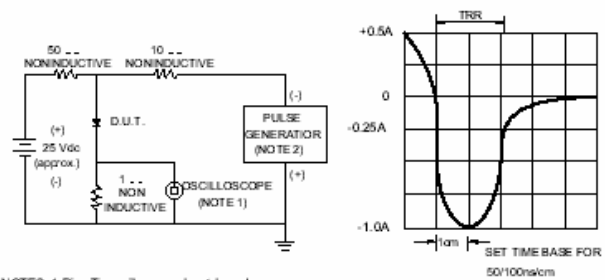 50 --
NONINDUCTIVE
10 --
NONINDUCTIVE
(+)
25 Vdc
(approx.)
(-)
D.U.T.
1 --
NON
INDUCTIVE
OSCILLOSCOPE
(NOTE 1)
(-)
PULSE
GENERATIOR
(NOTE 2)
(+)
TRR
+0.5A
0
-0.25A
-1.0A
1cm
SET TIME BASE FOR
50/100ns/cm